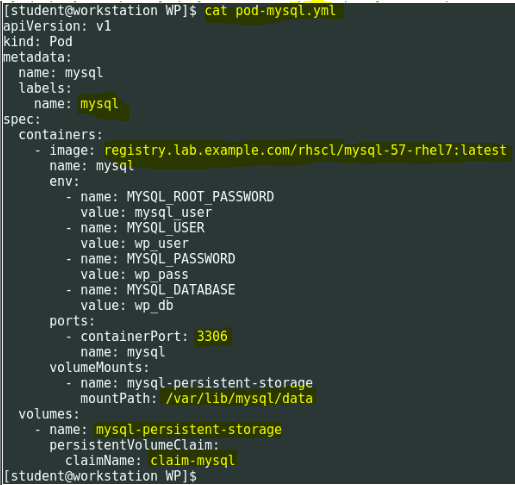 [student@workstation WP]$ cat pod-mysql.yml
apiVersion: v1
kind: Pod
metadata:
  name: mysql
  labels:
    name: mysql
spec:
  containers:
    - image: registry.lab.example.com/rhscl/mysql-57-rhel7:latest
      name: mysql
      env:
        - name: MYSQL_ROOT_PASSWORD
          value: mysql_user
        - name: MYSQL_USER
          value: wp_user
        - name: MYSQL_PASSWORD
          value: wp_pass
        - name: MYSQL_DATABASE
          value: wp_db
      ports:
        - containerPort: 3306
          name: mysql
      volumeMounts:
        - name: mysql-persistent-storage
          mountPath: /var/lib/mysql/data
  volumes:
    - name: mysql-persistent-storage
      persistentVolumeClaim:
        claimName: claim-mysql
[student@workstation WP]$